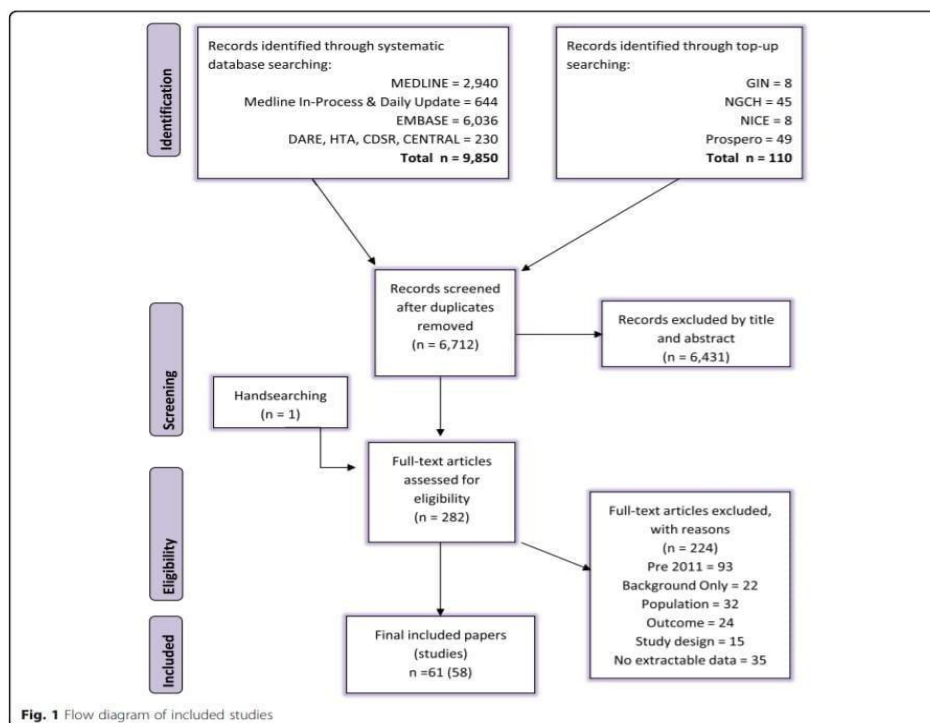 Identification
Records identified through systematic
database searching:
MEDLINE = 2,940
Medline In-Process & Daily Update = 644
EMBASE = 6,036
DARE, HTA, CDSR, CENTRAL = 230
Total n = 9,850
Records identified through top-up
searching:
GIN = 8
NGCH = 45
NICE = 8
Prospero = 49
Total n = 110
Screening
Records screened
after duplicates
removed
(n = 6,712)
Records excluded by title
and abstract
(n = 6,431)
Handsearching
(n = 1)
Eligibility
Full-text articles
assessed for
eligibility
(n = 282)
Full-text articles excluded,
with reasons
(n = 224)
Pre 2011 = 93
Background Only = 22
Population = 32
Outcome = 24
Study design = 15
No extractable data = 35
Included
Final included papers
(studies)
n =61 (58)
Fig. 1 Flow diagram of included studies